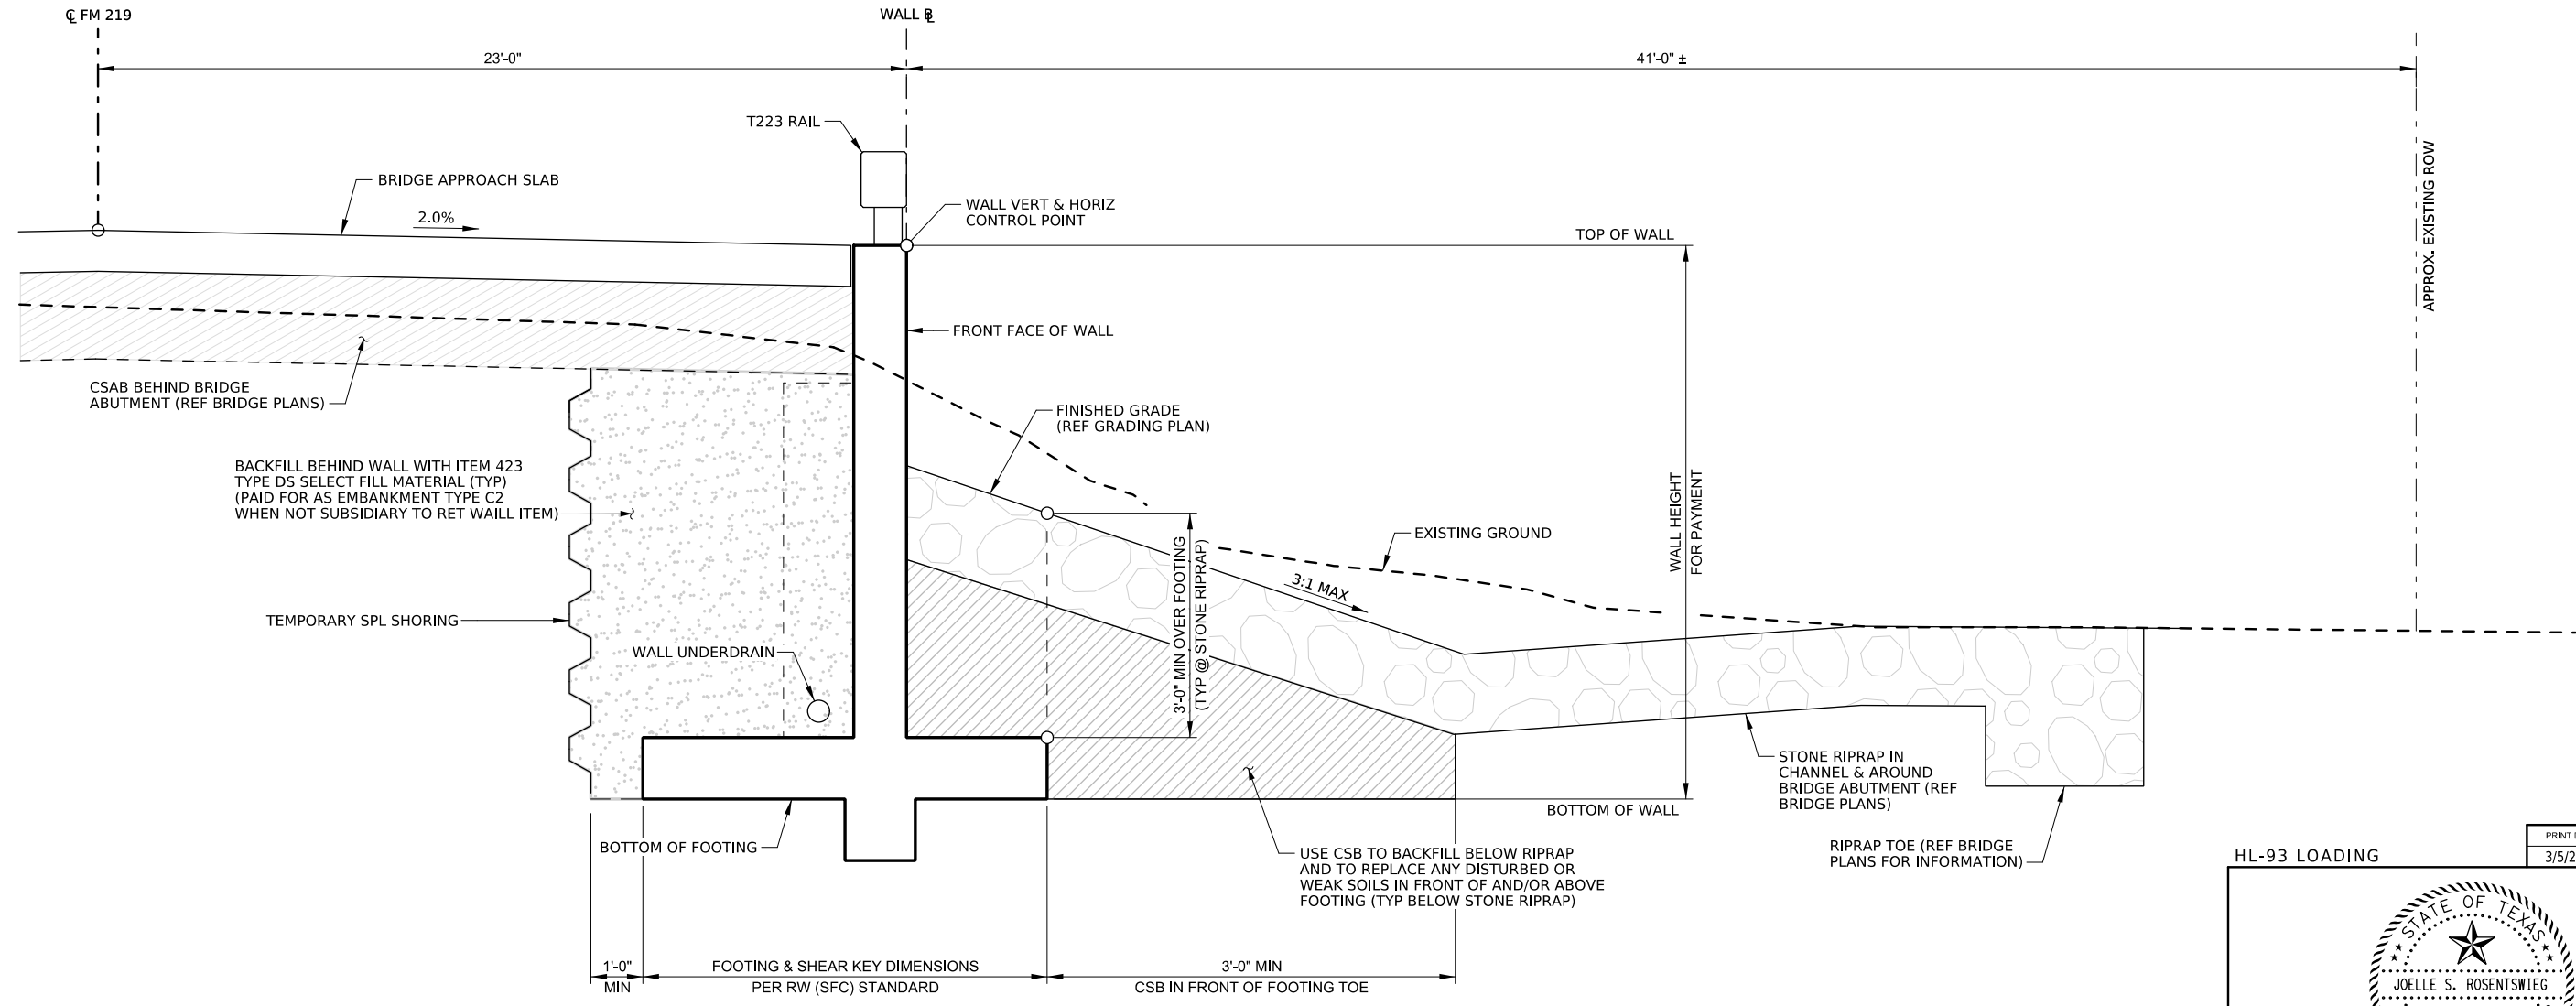 ℄ FM 219
WALL ℄
23'-0"
41'-0" ±
T223 RAIL
BRIDGE APPROACH SLAB
2.0%
WALL VERT & HORIZ
CONTROL POINT
TOP OF WALL
APPROX. EXISTING ROW
FRONT FACE OF WALL
CSAB BEHIND BRIDGE
ABUTMENT (REF BRIDGE PLANS)
FINISHED GRADE
(REF GRADING PLAN)
BACKFILL BEHIND WALL WITH ITEM 423
TYPE DS SELECT FILL MATERIAL (TYP)
(PAID FOR AS EMBANKMENT TYPE C2
WHEN NOT SUBSIDIARY TO RET WAILL ITEM)
WALL HEIGHT
FOR PAYMENT
EXISTING GROUND
3'-0" MIN OVER FOOTING
(TYP @ STONE RIPRAP)
3:1 MAX
TEMPORARY SPL SHORING
WALL UNDERDRAIN
STONE RIPRAP IN
CHANNEL & AROUND
BRIDGE ABUTMENT (REF
BRIDGE PLANS)
BOTTOM OF WALL
BOTTOM OF FOOTING
USE CSB TO BACKFILL BELOW RIPRAP
AND TO REPLACE ANY DISTURBED OR
WEAK SOILS IN FRONT OF AND/OR ABOVE
FOOTING (TYP BELOW STONE RIPRAP)
RIPRAP TOE (REF BRIDGE
PLANS FOR INFORMATION)
HL-93 LOADING
PRINT
3/5/2
STATE OF TEXAS
JOELLE S. ROSENTSWIEG
1'-0"
MIN
FOOTING & SHEAR KEY DIMENSIONS
PER RW (SFC) STANDARD
3'-0" MIN
CSB IN FRONT OF FOOTING TOE